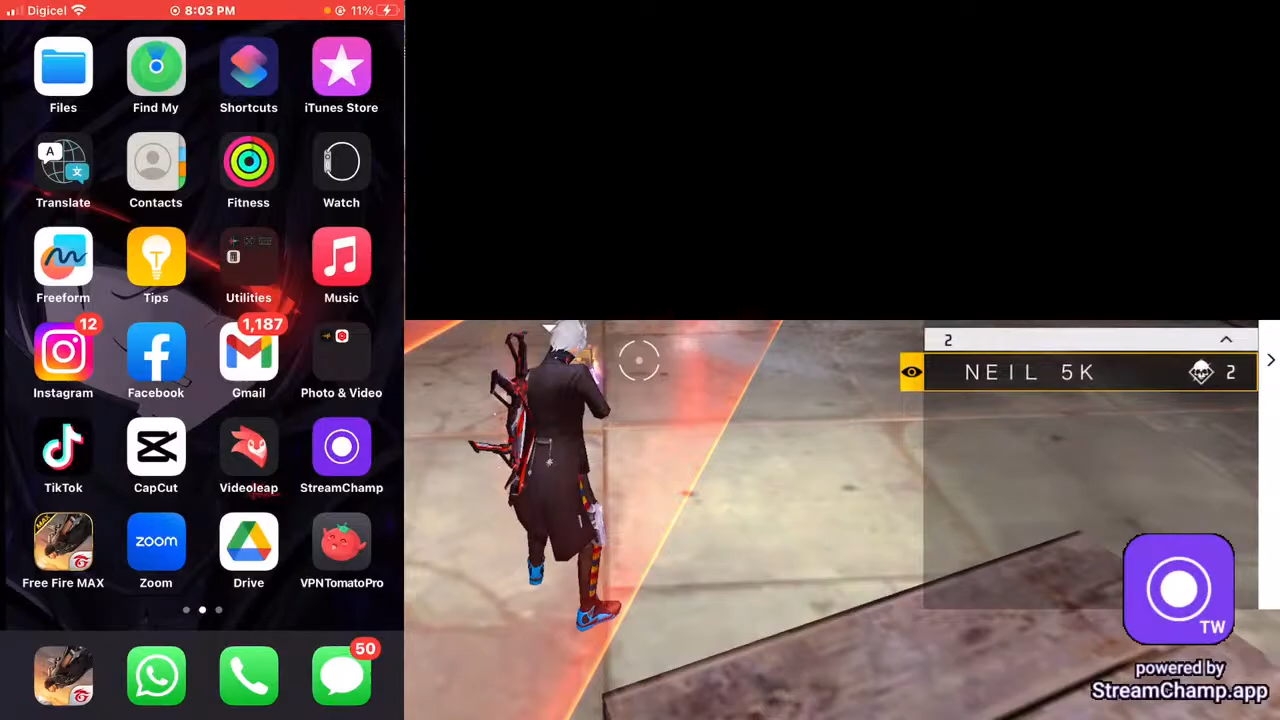 Digicel 8:03 PM 11%
Files Find My Shortcuts iTunes Store
A 文
Translate Contacts Fitness Watch
T
Freeform Tips Utilities Music
12 1,187
Instagram Facebook Gmail Photo & Video
TikTok CapCut Videoleap StreamChamp
MAX zoom
Free Fire MAX Zoom Drive VPNTomatoPro
50
2
NEIL 5K 2
TW
powered by
StreamChamp.app